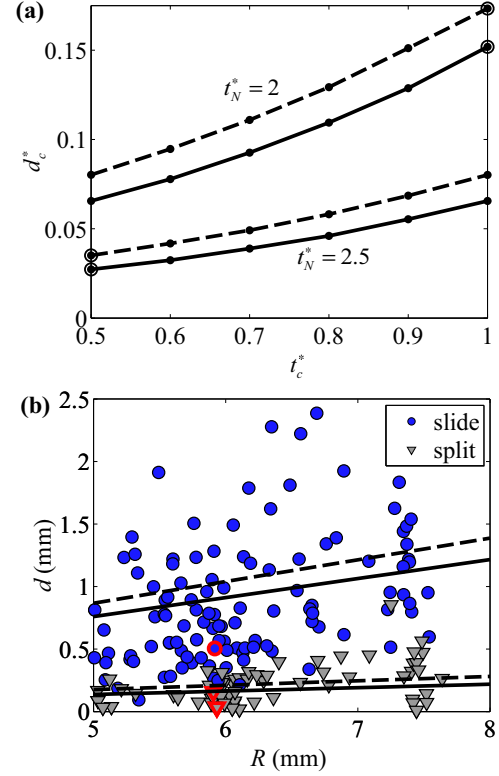 (a)
0.15
0.1
0.05
0
d*c
t*N = 2
t*N = 2.5
0.5 0.6 0.7 0.8 0.9 1
t*c
(b)
2.5
2
1.5
1
0.5
0
d (mm)
slide
split
5 6 7 8
R (mm)